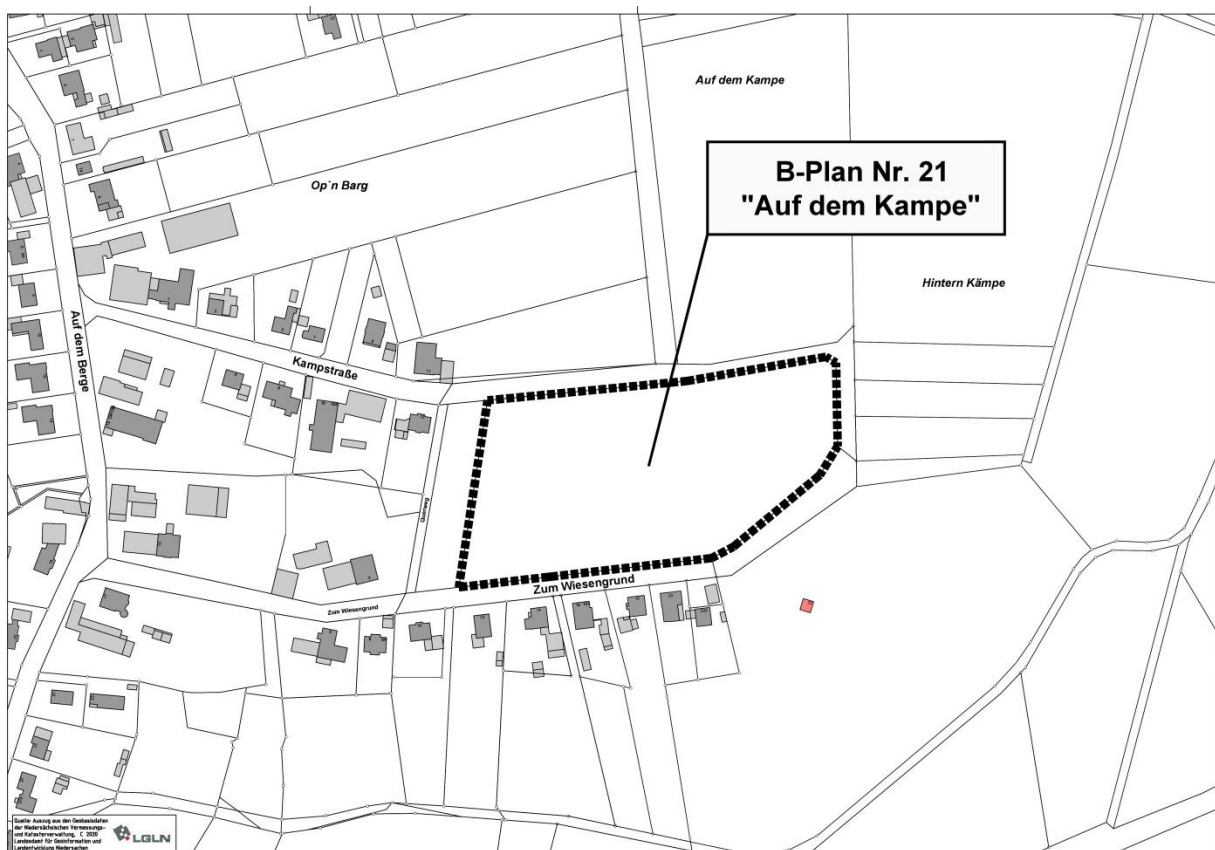 Auf dem Kampe
B-Plan Nr. 21
"Auf dem Kampe"
Op`n Barg
Hintern Kämpe
Auf dem Berge
Kampstraße
Querweg
Zum Wiesengrund
Zum Wiesengrund
Quelle: Auszug aus den Geobasisdaten
der Niedersächsischen Vermessungs-
und Katasterverwaltung, C 2020
Landesamt für Geoinformation und
Landentwicklung Niedersachen
LGLN